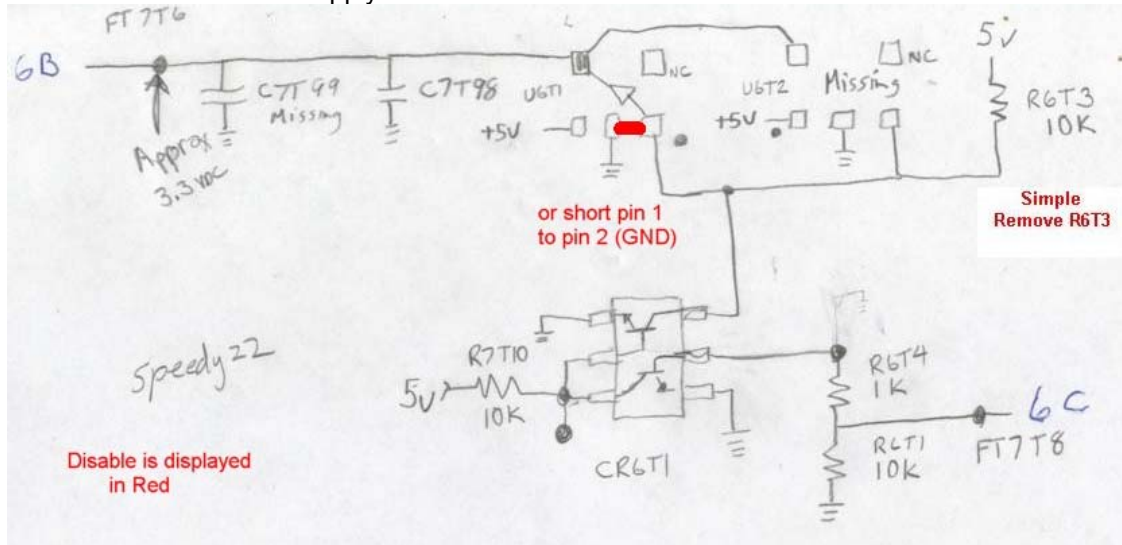 FT7T6
6B
C7T99
Missing
Approx
3.3 VDC
C7T98
U6T1
NC
+5V
U6T2
Missing
NC
+5V
5V
R6T3
10K
or short pin 1
to pin 2 (GND)
Simple
Remove R6T3
Speedy22
R7T10
5V
10K
CR6T1
R6T4
1K
6C
R6T1
10K
FT7T8
Disable is displayed
in Red